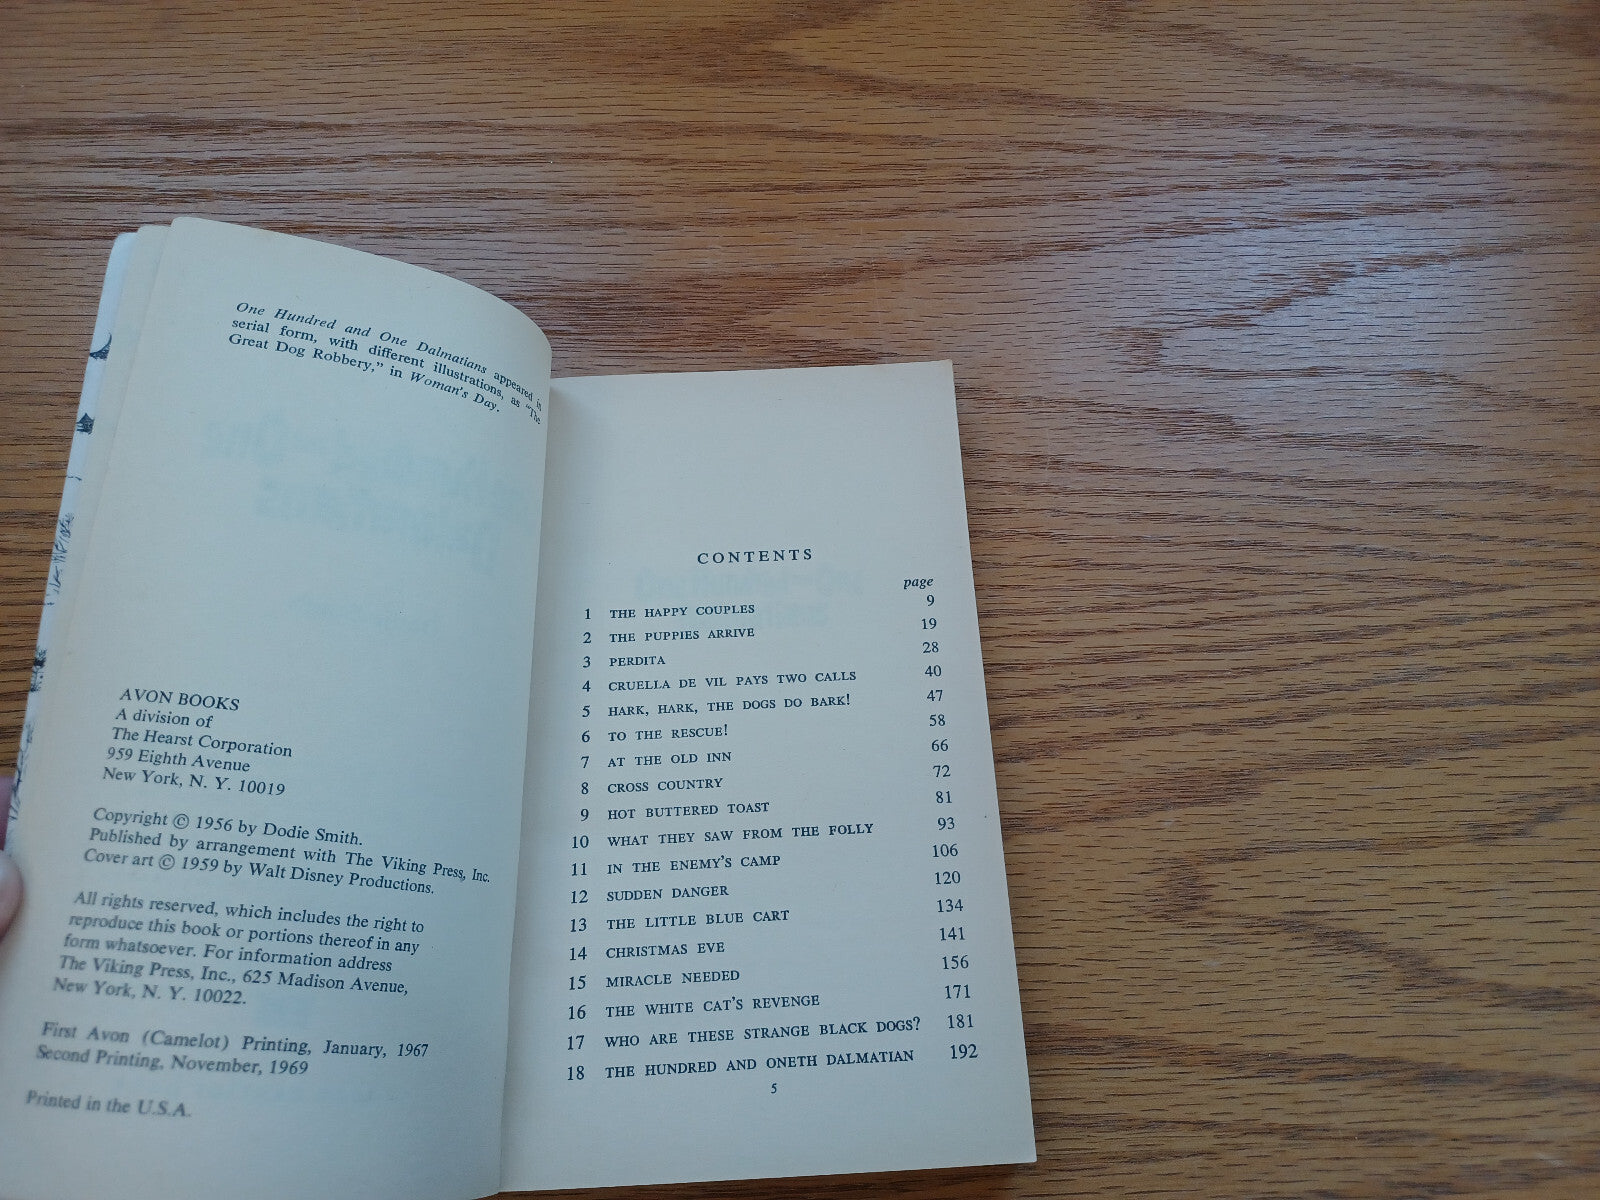 One Hundred and One Dalmatians appeared in
serial form, with different illustrations, as "The
Great Dog Robbery," in Woman's Day.
AVON BOOKS
A division of
The Hearst Corporation
959 Eighth Avenue
New York, N. Y. 10019
Copyright © 1956 by Dodie Smith.
Published by arrangement with The Viking Press, Inc.
Cover art © 1959 by Walt Disney Productions.
All rights reserved, which includes the right to
reproduce this book or portions thereof in any
form whatsoever. For information address
The Viking Press, Inc., 625 Madison Avenue,
New York, N. Y. 10022.
First Avon (Camelot) Printing, January, 1967
Second Printing, November, 1969
Printed in the U.S.A.
CONTENTS
page
1 THE HAPPY COUPLES 9
2 THE PUPPIES ARRIVE 19
3 PERDITA 28
4 CRUELLA DE VIL PAYS TWO CALLS 40
5 HARK, HARK, THE DOGS DO BARK! 47
6 TO THE RESCUE! 58
7 AT THE OLD INN 66
8 CROSS COUNTRY 72
9 HOT BUTTERED TOAST 81
10 WHAT THEY SAW FROM THE FOLLY 93
11 IN THE ENEMY'S CAMP 106
12 SUDDEN DANGER 120
13 THE LITTLE BLUE CART 134
14 CHRISTMAS EVE 141
15 MIRACLE NEEDED 156
16 THE WHITE CAT'S REVENGE 171
17 WHO ARE THESE STRANGE BLACK DOGS? 181
18 THE HUNDRED AND ONETH DALMATIAN 192
5